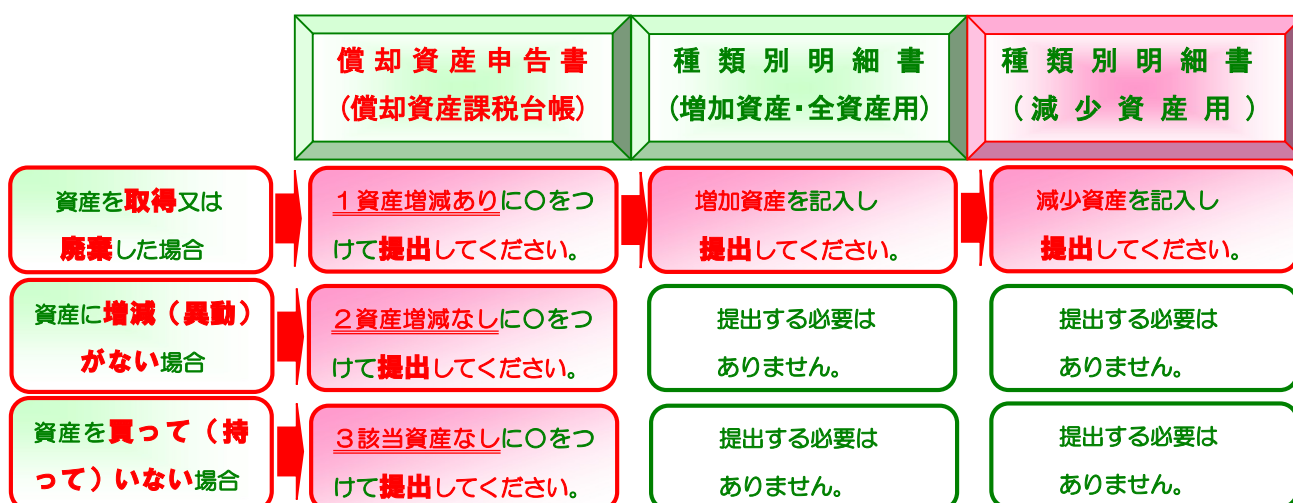 償却資産申告書
（償却資産課税台帳）
種類別明細書
（増加資産・全資産用）
種類別明細書
（減少資産用）
資産を取得又は
廃棄した場合
１資産増減ありに〇をつ
けて提出してください。
増加資産を記入し
提出してください。
減少資産を記入し
提出してください。
資産に増減（異動）
がない場合
２資産増減なしに〇をつ
けて提出してください。
提出する必要は
ありません。
提出する必要は
ありません。
資産を買って（持
って）いない場合
３該当資産なしに〇をつ
けて提出してください。
提出する必要は
ありません。
提出する必要は
ありません。